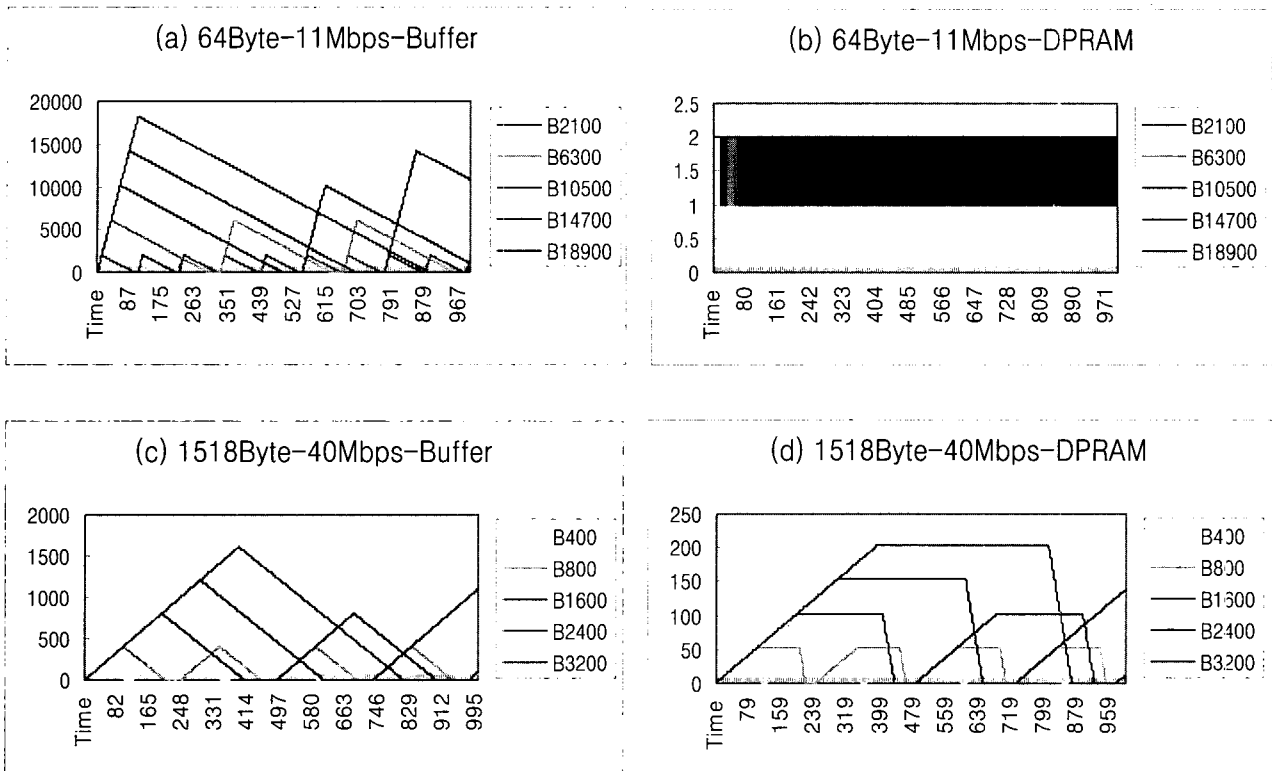 (a) 64Byte-11Mbps-Buffer
20000
15000
10000
5000
0
Time 87 175 263 351 439 527 615 703 791 879 967
B2100
B6300
B10500
B14700
B18900
(b) 64Byte-11Mbps-DPRAM
2.5
2
1.5
1
0.5
0
Time 80 161 242 323 404 485 566 647 728 809 890 971
B2100
B6300
B10500
B14700
B18900
(c) 1518Byte-40Mbps-Buffer
2000
1500
1000
500
0
Time 82 165 248 331 414 497 580 663 746 829 912 995
B400
B800
B1600
B2400
B3200
(d) 1518Byte-40Mbps-DPRAM
250
200
150
100
50
0
Time 79 159 239 319 399 479 559 639 719 799 879 959
B400
B800
B1600
B2400
B3200